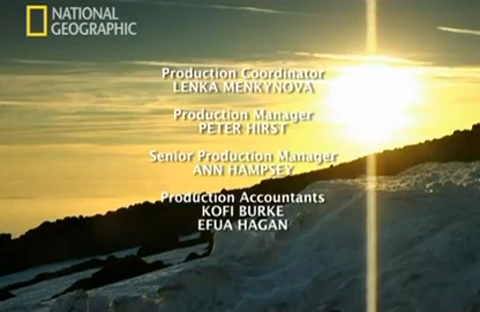 NATIONAL
GEOGRAPHIC
Production Coordinator
LENKA MENKYNOVA
Production Manager
PETER HIRST
Senior Production Manager
ANN HAMPSEY
Production Accountants
KOFI BURKE
EFUA HAGAN